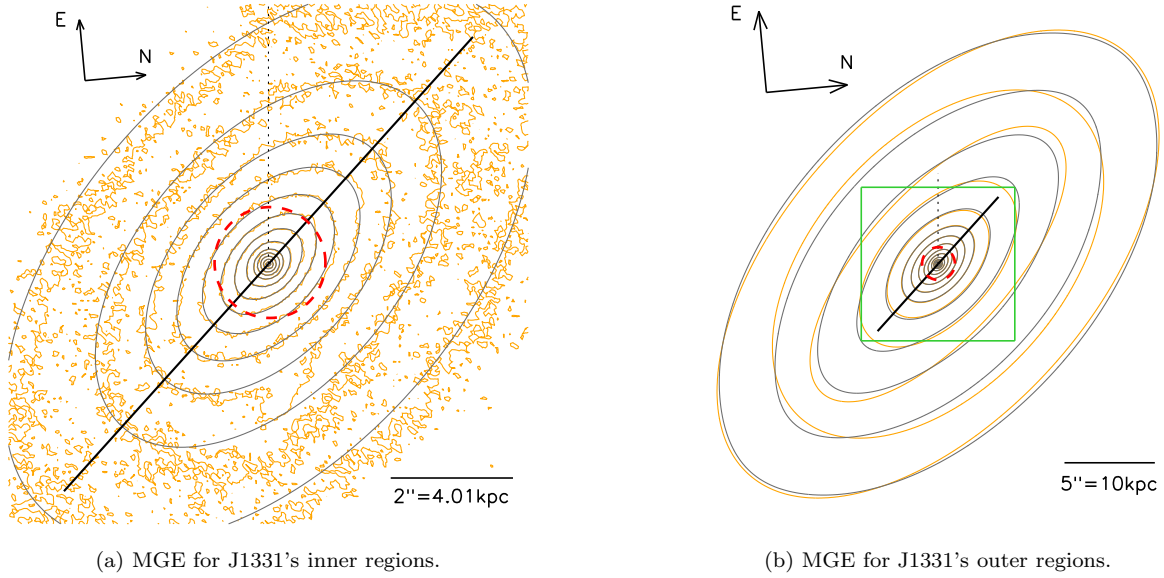 E
N
2"=4.01kpc
(a) MGE for J1331's inner regions.
E
N
5"=10kpc
(b) MGE for J1331's outer regions.